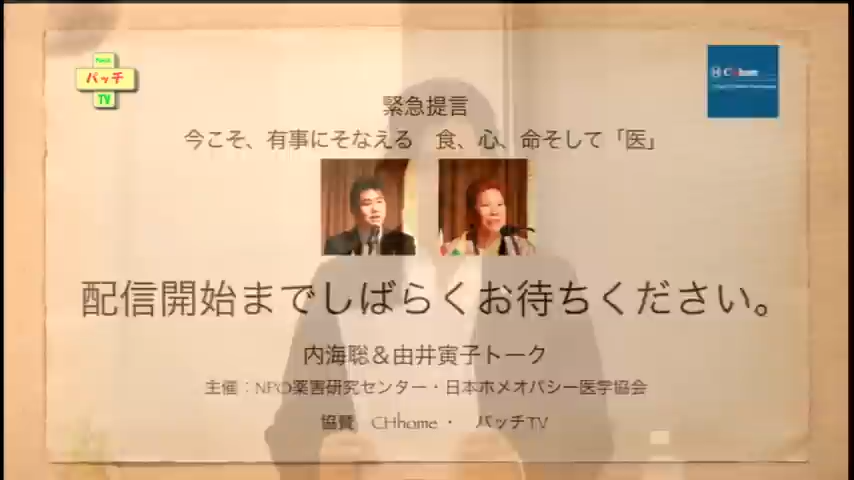 パッチ
TV
CHhome
緊急提言
今こそ、有事にそなえる　食、心、命そして「医」
配信開始までしばらくお待ちください。
内海聡＆由井寅子トーク
主催：NPO薬害研究センター・日本ホメオパシー医学協会
協賛　CHhome・　パッチTV